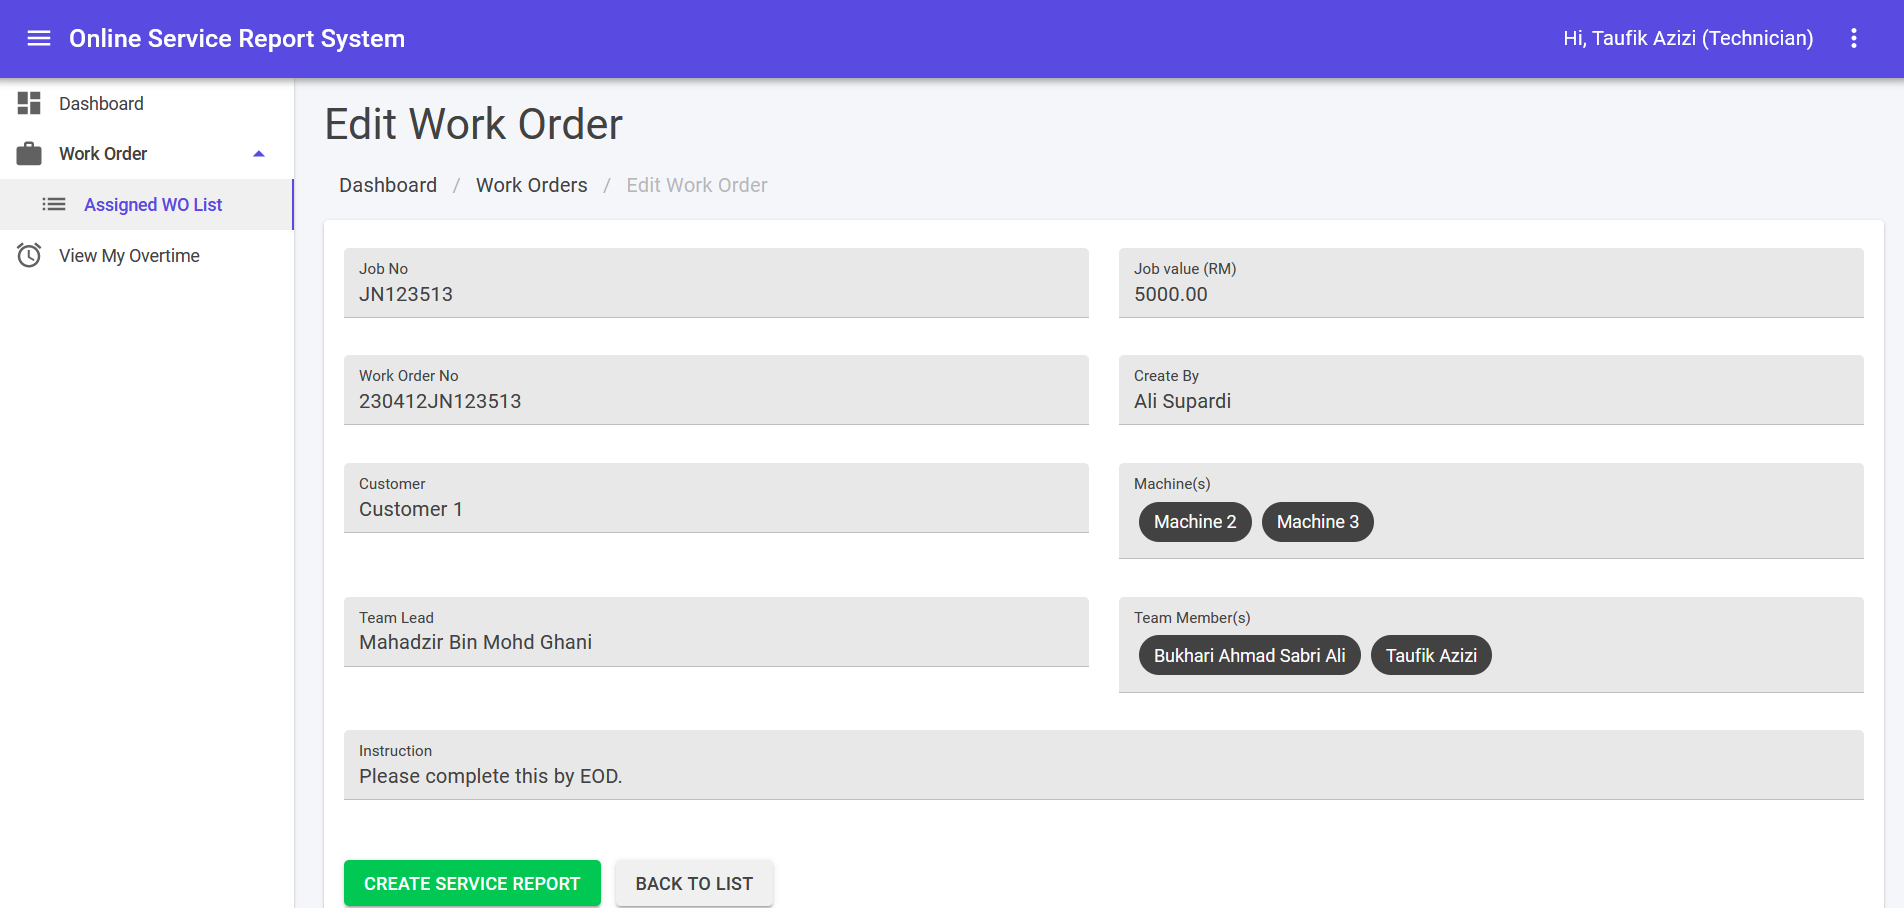 Online Service Report System
Hi, Taufik Azizi (Technician)
Dashboard
Work Order
Assigned WO List
View My Overtime
Edit Work Order
Dashboard / Work Orders / Edit Work Order
Job No
JN123513
Job value (RM)
5000.00
Work Order No
230412JN123513
Create By
Ali Supardi
Customer
Customer 1
Machine(s)
Machine 2 Machine 3
Team Lead
Mahadzir Bin Mohd Ghani
Team Member(s)
Bukhari Ahmad Sabri Ali Taufik Azizi
Instruction
Please complete this by EOD.
CREATE SERVICE REPORT BACK TO LIST